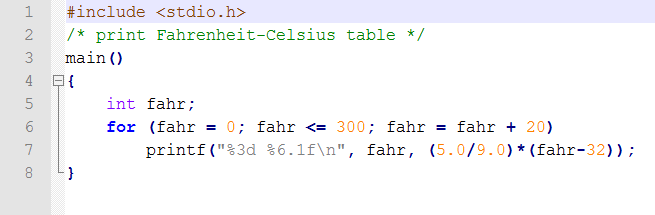 1 #include <stdio.h>
2 /* print Fahrenheit-Celsius table */
3 main()
4 {
5 int fahr;
6 for (fahr = 0; fahr <= 300; fahr = fahr + 20)
7 printf("%3d %6.1f\n", fahr, (5.0/9.0)*(fahr-32));
8 }